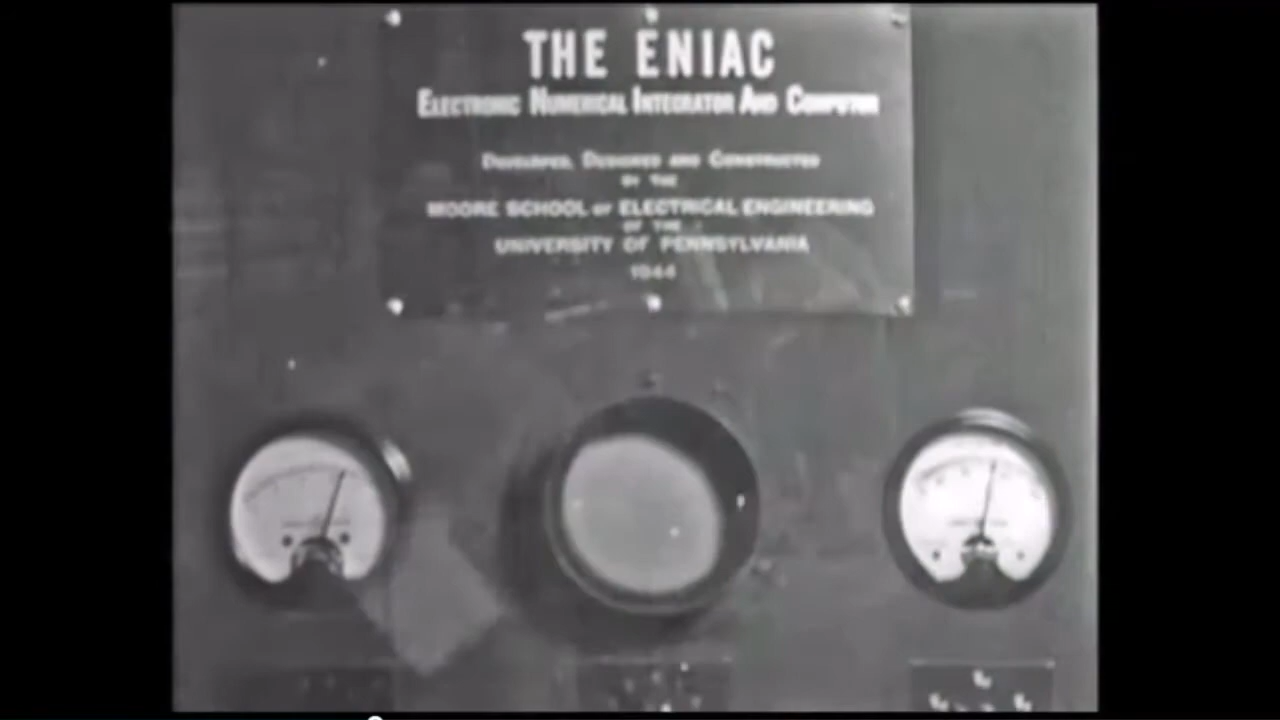 THE ENIAC
ELECTRONIC NUMERICAL INTEGRATOR AND COMPUTER
DEVELOPED, DESIGNED AND CONSTRUCTED
BY THE
MOORE SCHOOL OF ELECTRICAL ENGINEERING
OF THE
UNIVERSITY OF PENNSYLVANIA
1944